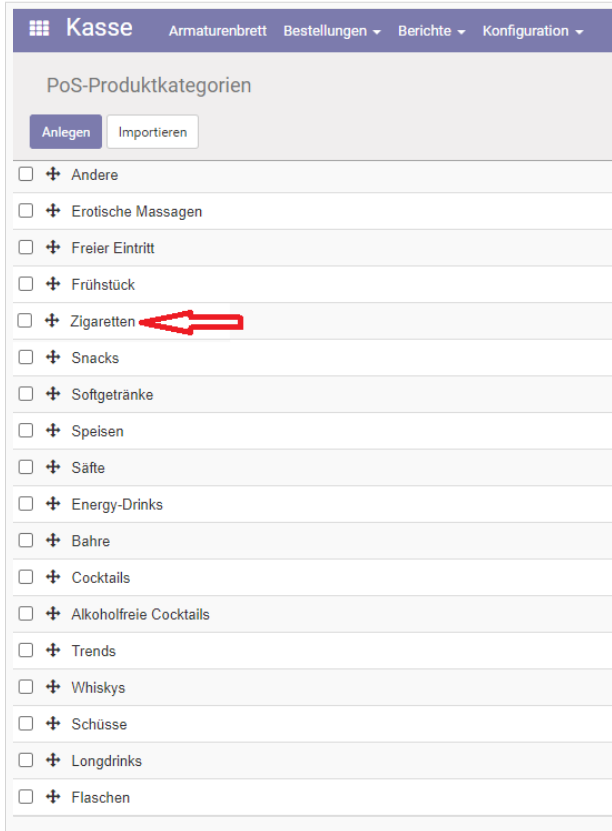 Kasse Armaturenbrett Bestellungen Berichte Konfiguration
PoS-Produktkategorien
Anlegen Importieren
Andere
Erotische Massagen
Freier Eintritt
Frühstück
Zigaretten
Snacks
Softgetränke
Speisen
Säfte
Energy-Drinks
Bahre
Cocktails
Alkoholfreie Cocktails
Trends
Whiskys
Schüsse
Longdrinks
Flaschen